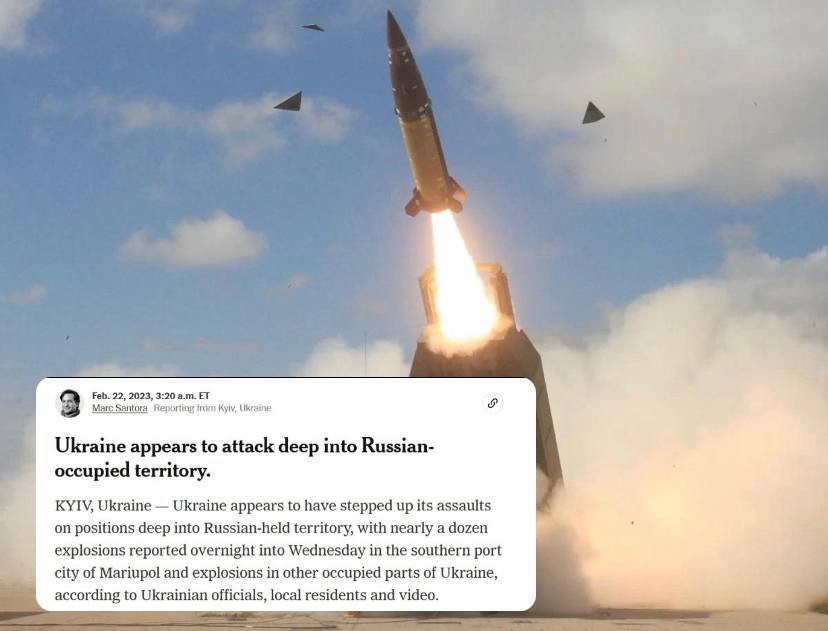 Feb. 22, 2023, 3:20 a.m. ET
Marc Santora Reporting from Kyiv, Ukraine
Ukraine appears to attack deep into Russian-
occupied territory.
KYIV, Ukraine — Ukraine appears to have stepped up its assaults
on positions deep into Russian-held territory, with nearly a dozen
explosions reported overnight into Wednesday in the southern port
city of Mariupol and explosions in other occupied parts of Ukraine,
according to Ukrainian officials, local residents and video.